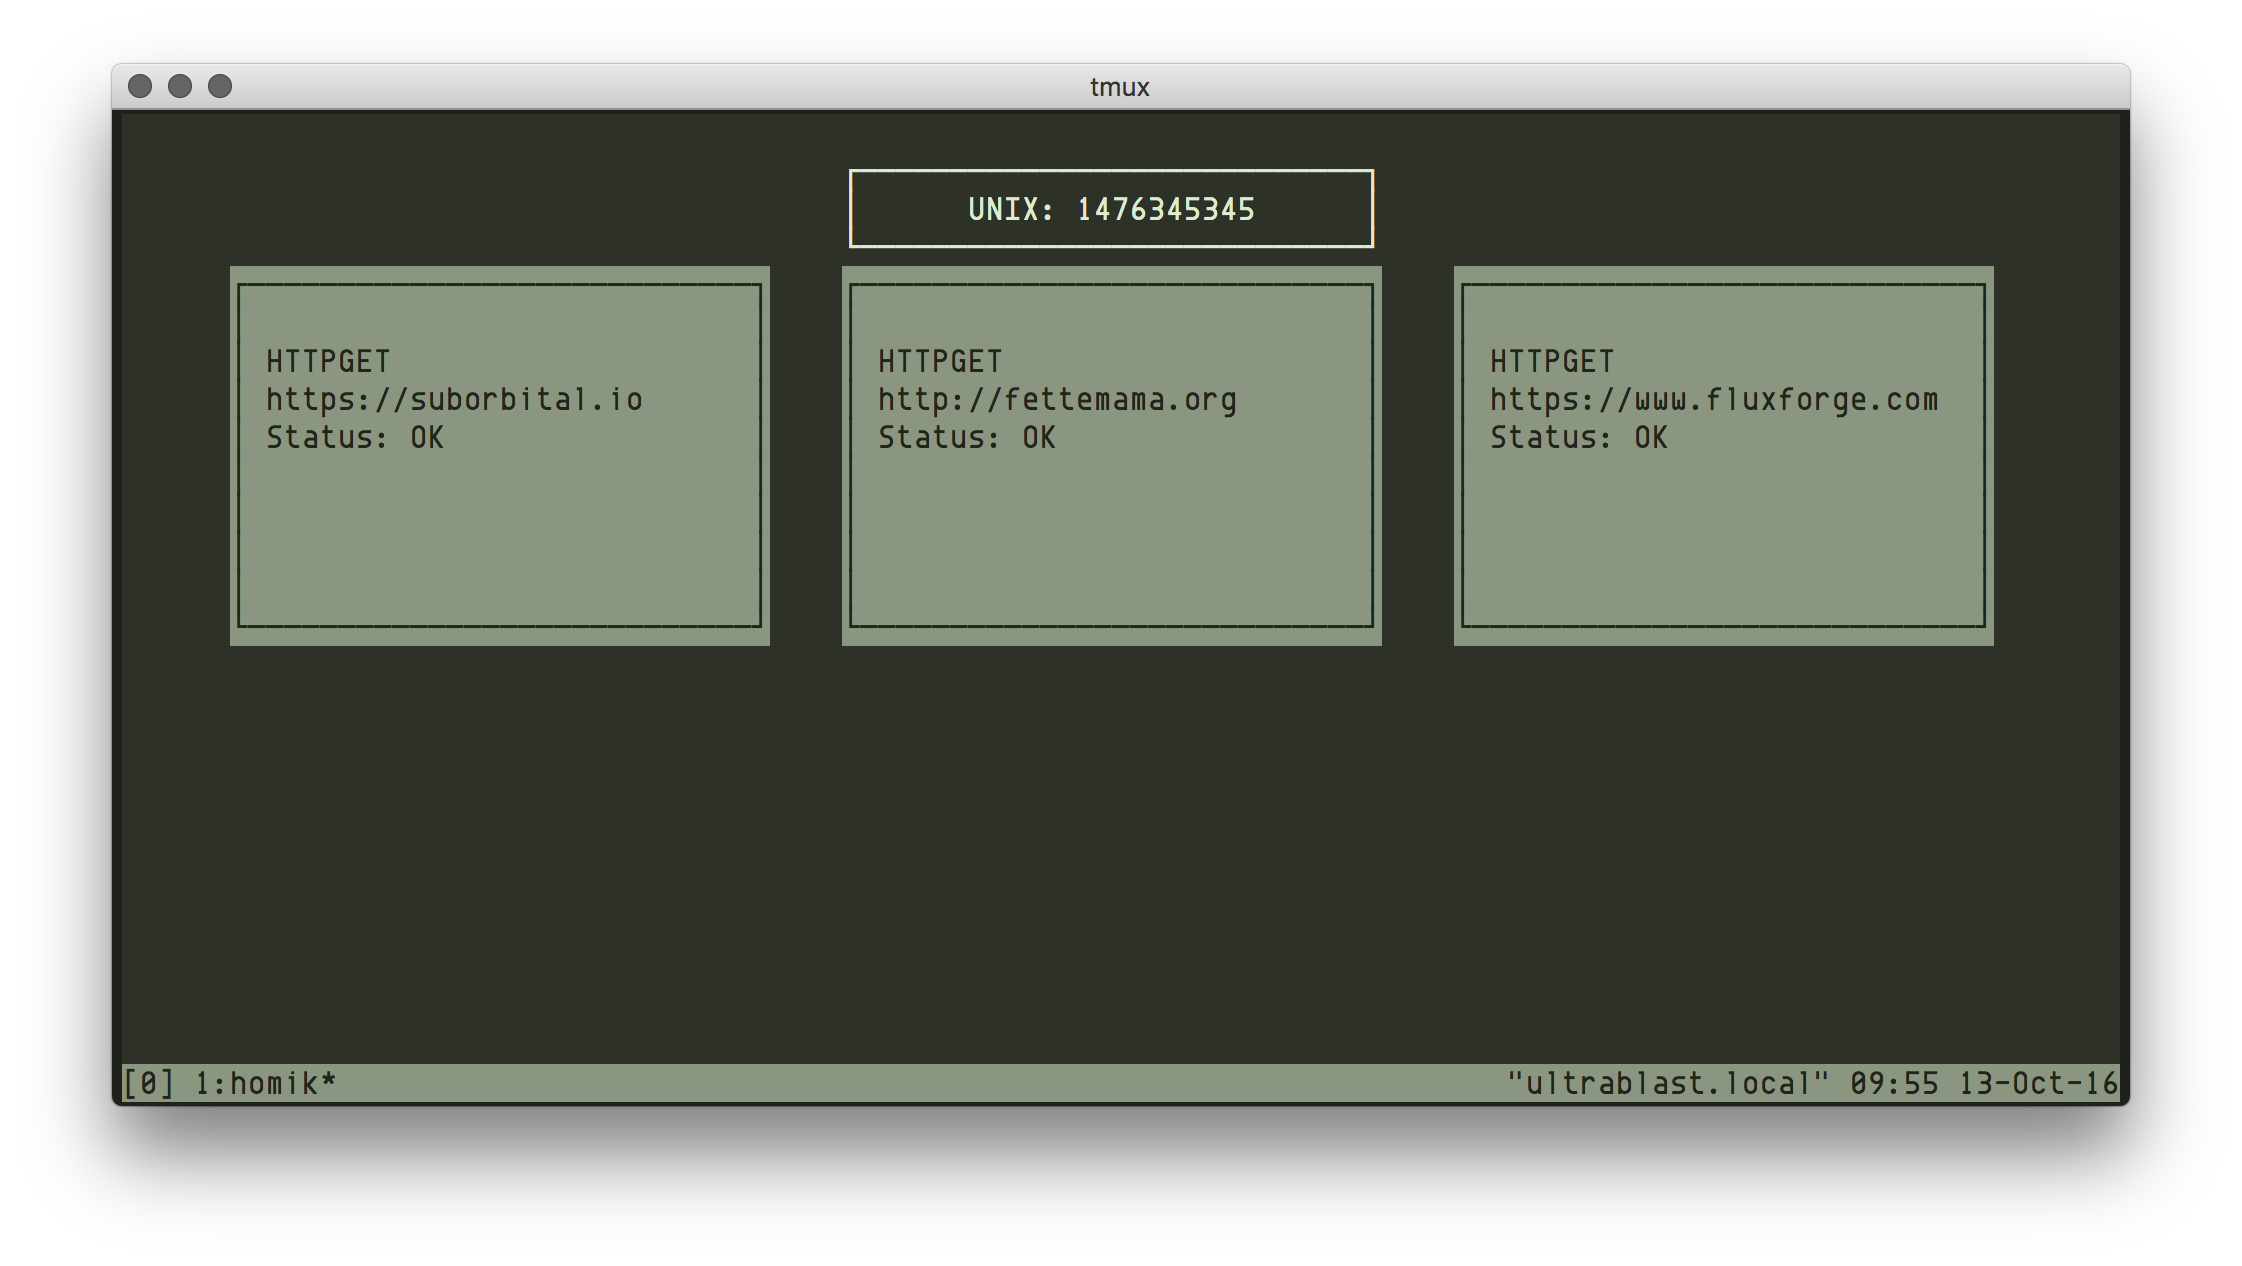 tmux
UNIX: 1476345345
HTTPGET
https://suborbital.io
Status: OK
HTTPGET
http://fettemama.org
Status: OK
HTTPGET
https://www.fluxforge.com
Status: OK
[0] 1:homik* "ultrablast.local" 09:55 13-Oct-16